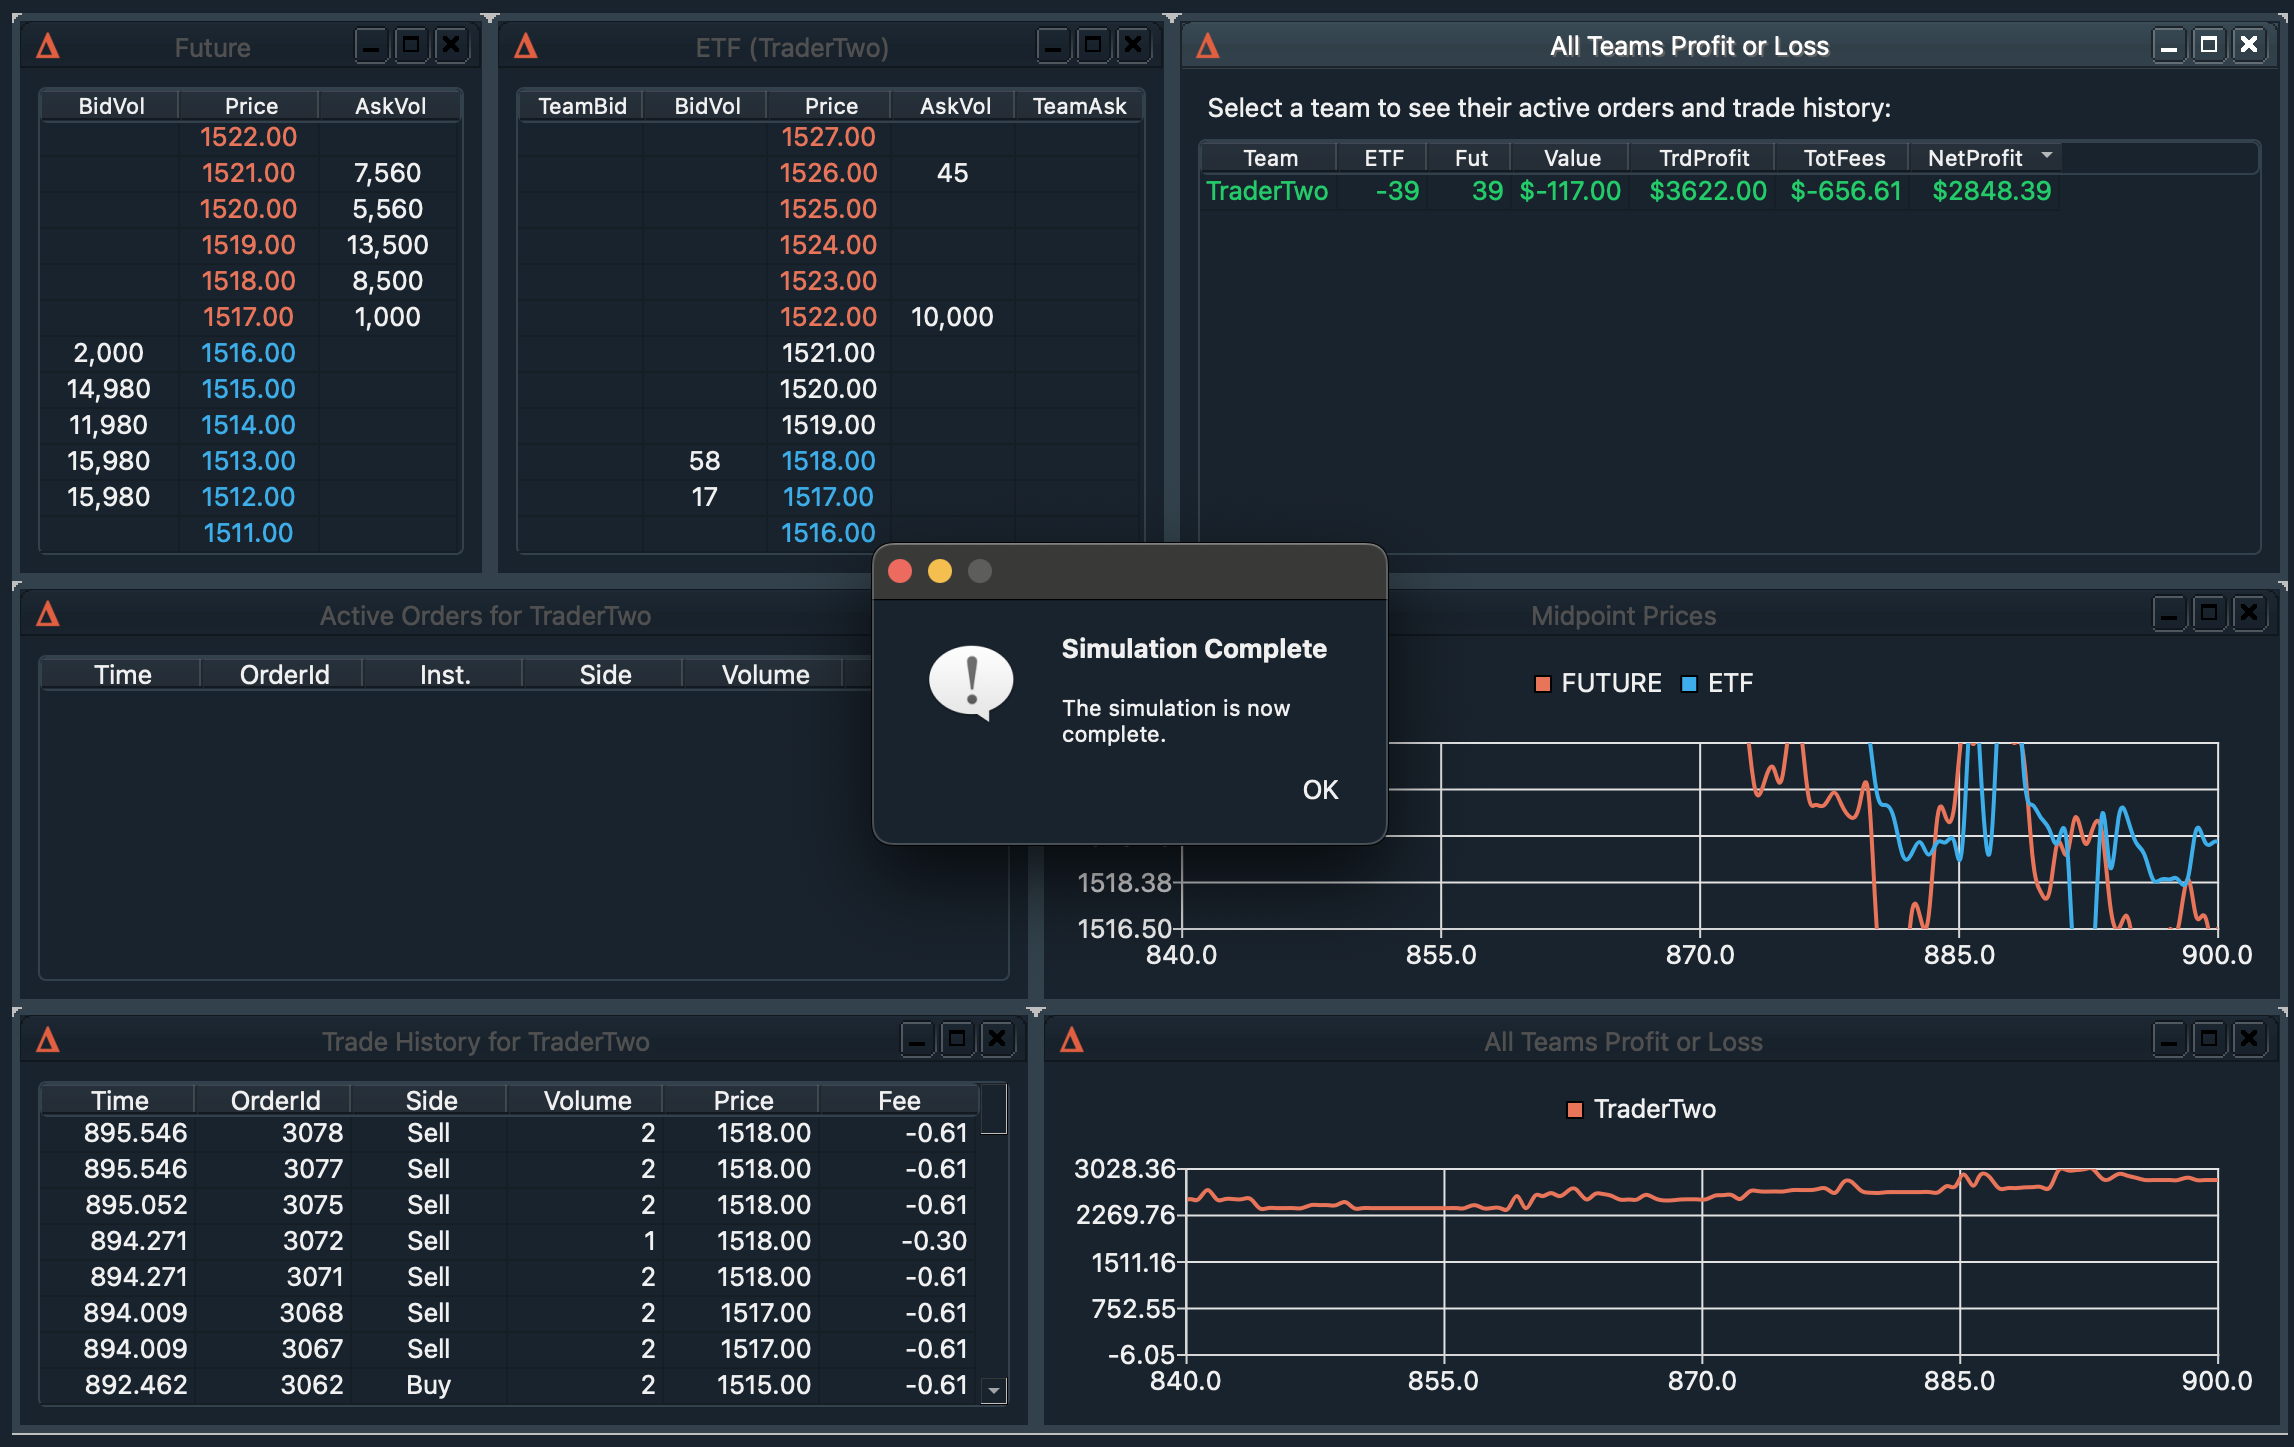 Future
BidVol Price AskVol
1522.00
1521.00 7,560
1520.00 5,560
1519.00 13,500
1518.00 8,500
1517.00 1,000
2,000 1516.00
14,980 1515.00
11,980 1514.00
15,980 1513.00
15,980 1512.00
1511.00
ETF (TraderTwo)
TeamBid BidVol Price AskVol TeamAsk
1527.00
1526.00 45
1525.00
1524.00
1523.00
1522.00 10,000
1521.00
1520.00
1519.00
58 1518.00
17 1517.00
1516.00
All Teams Profit or Loss
Select a team to see their active orders and trade history:
Team ETF Fut Value TrdProfit TotFees NetProfit
TraderTwo -39 39 $-117.00 $3622.00 $-656.61 $2848.39
Active Orders for TraderTwo
Time OrderId Inst. Side Volume
Simulation Complete
The simulation is now
complete.
OK
Midpoint Prices
FUTURE ETF
1518.38
1516.50
840.0 855.0 870.0 885.0 900.0
Trade History for TraderTwo
Time OrderId Side Volume Price Fee
895.546 3078 Sell 2 1518.00 -0.61
895.546 3077 Sell 2 1518.00 -0.61
895.052 3075 Sell 2 1518.00 -0.61
894.271 3072 Sell 1 1518.00 -0.30
894.271 3071 Sell 2 1518.00 -0.61
894.009 3068 Sell 2 1517.00 -0.61
894.009 3067 Sell 2 1517.00 -0.61
892.462 3062 Buy 2 1515.00 -0.61
All Teams Profit or Loss
TraderTwo
3028.36
2269.76
1511.16
752.55
-6.05
840.0 855.0 870.0 885.0 900.0